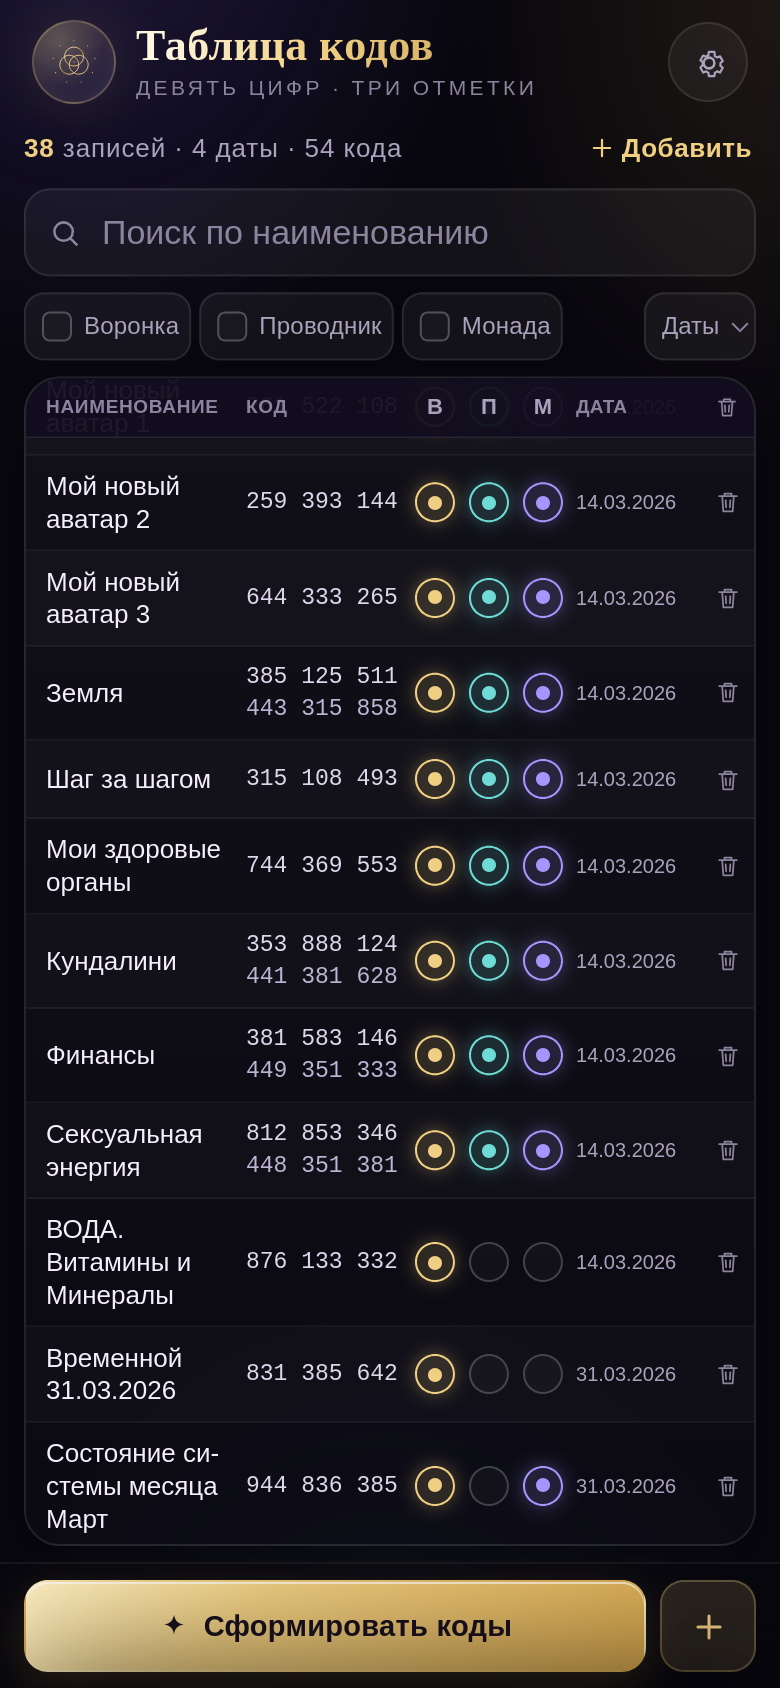 Таблица кодов
ДЕВЯТЬ ЦИФР · ТРИ ОТМЕТКИ
38 записей · 4 даты · 54 кода
+ Добавить
Поиск по наименованию
Воронка Проводник Монада Даты
НАИМЕНОВАНИЕ КОД В П М ДАТА
Мой новый
аватар 1
522 108
2026
Мой новый
аватар 2
259 393 144
14.03.2026
Мой новый
аватар 3
644 333 265
14.03.2026
Земля
385 125 511
443 315 858
14.03.2026
Шаг за шагом
315 108 493
14.03.2026
Мои здоровые
органы
744 369 553
14.03.2026
Кундалини
353 888 124
441 381 628
14.03.2026
Финансы
381 583 146
449 351 333
14.03.2026
Сексуальная
энергия
812 853 346
448 351 381
14.03.2026
ВОДА.
Витамины и
Минералы
876 133 332
14.03.2026
Временной
31.03.2026
831 385 642
31.03.2026
Состояние си-
стемы месяца
Март
944 836 385
31.03.2026
Сформировать коды